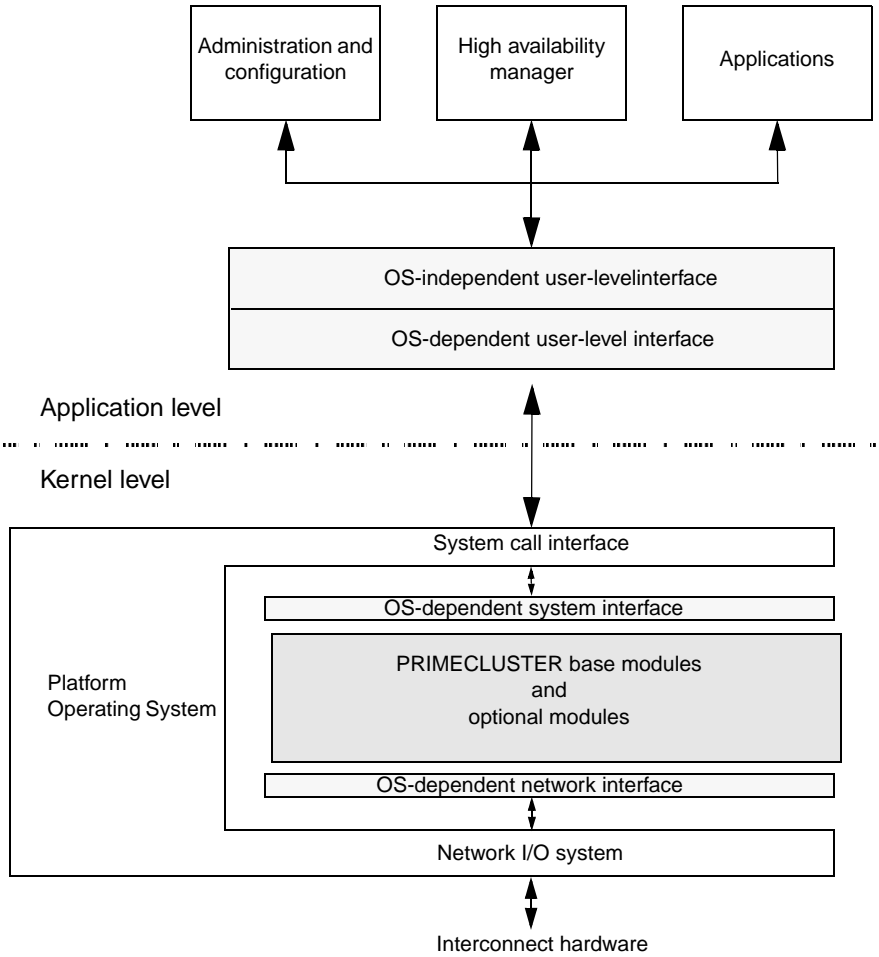 Administration and
configuration
High availability
manager
Applications
OS-independent user-levelinterface
OS-dependent user-level interface
Application level
Kernel level
System call interface
OS-dependent system interface
PRIMECLUSTER base modules
and
optional modules
Platform
Operating System
OS-dependent network interface
Network I/O system
Interconnect hardware